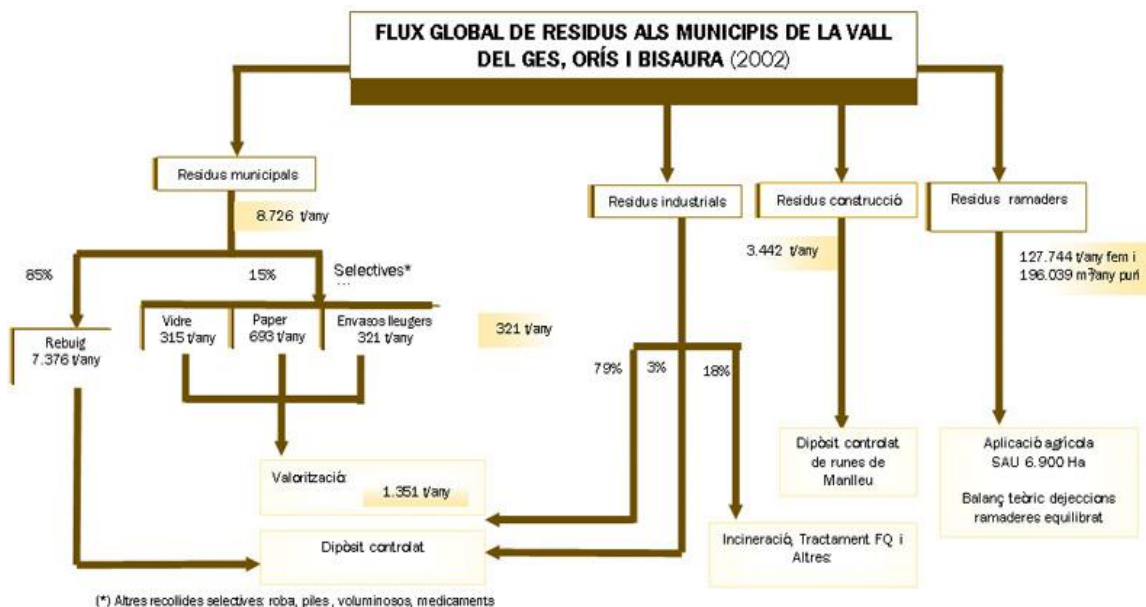 FLUX GLOBAL DE RESIDUS ALS MUNICIPIS DE LA VALL
DEL GES, ORÍS I BISAURA (2002)
Residus municipals
Residus industrials
Residus construcció
Residus ramaders
8.726 t/any
3.442 t/any
127.744 t/any fem i
196.039 m³/any purí
85%
15%
Selectives*
...
Vidre
315 t/any
Paper
693 t/any
Envasos lleugers
321 t/any
321 t/any
Rebuig
7.376 t/any
79%
3%
18%
Valorització:
1.351 t/any
Dipòsit controlat
de runes de
Manlleu
Aplicació agrícola
SAU 6.900 Ha
Balanç teòric dejeccions
ramaderes equilibrat
Dipòsit controlat
Incineració, Tractament FQ i
Altres:
(*) Altres recollides selectives: roba, piles, voluminosos, medicaments